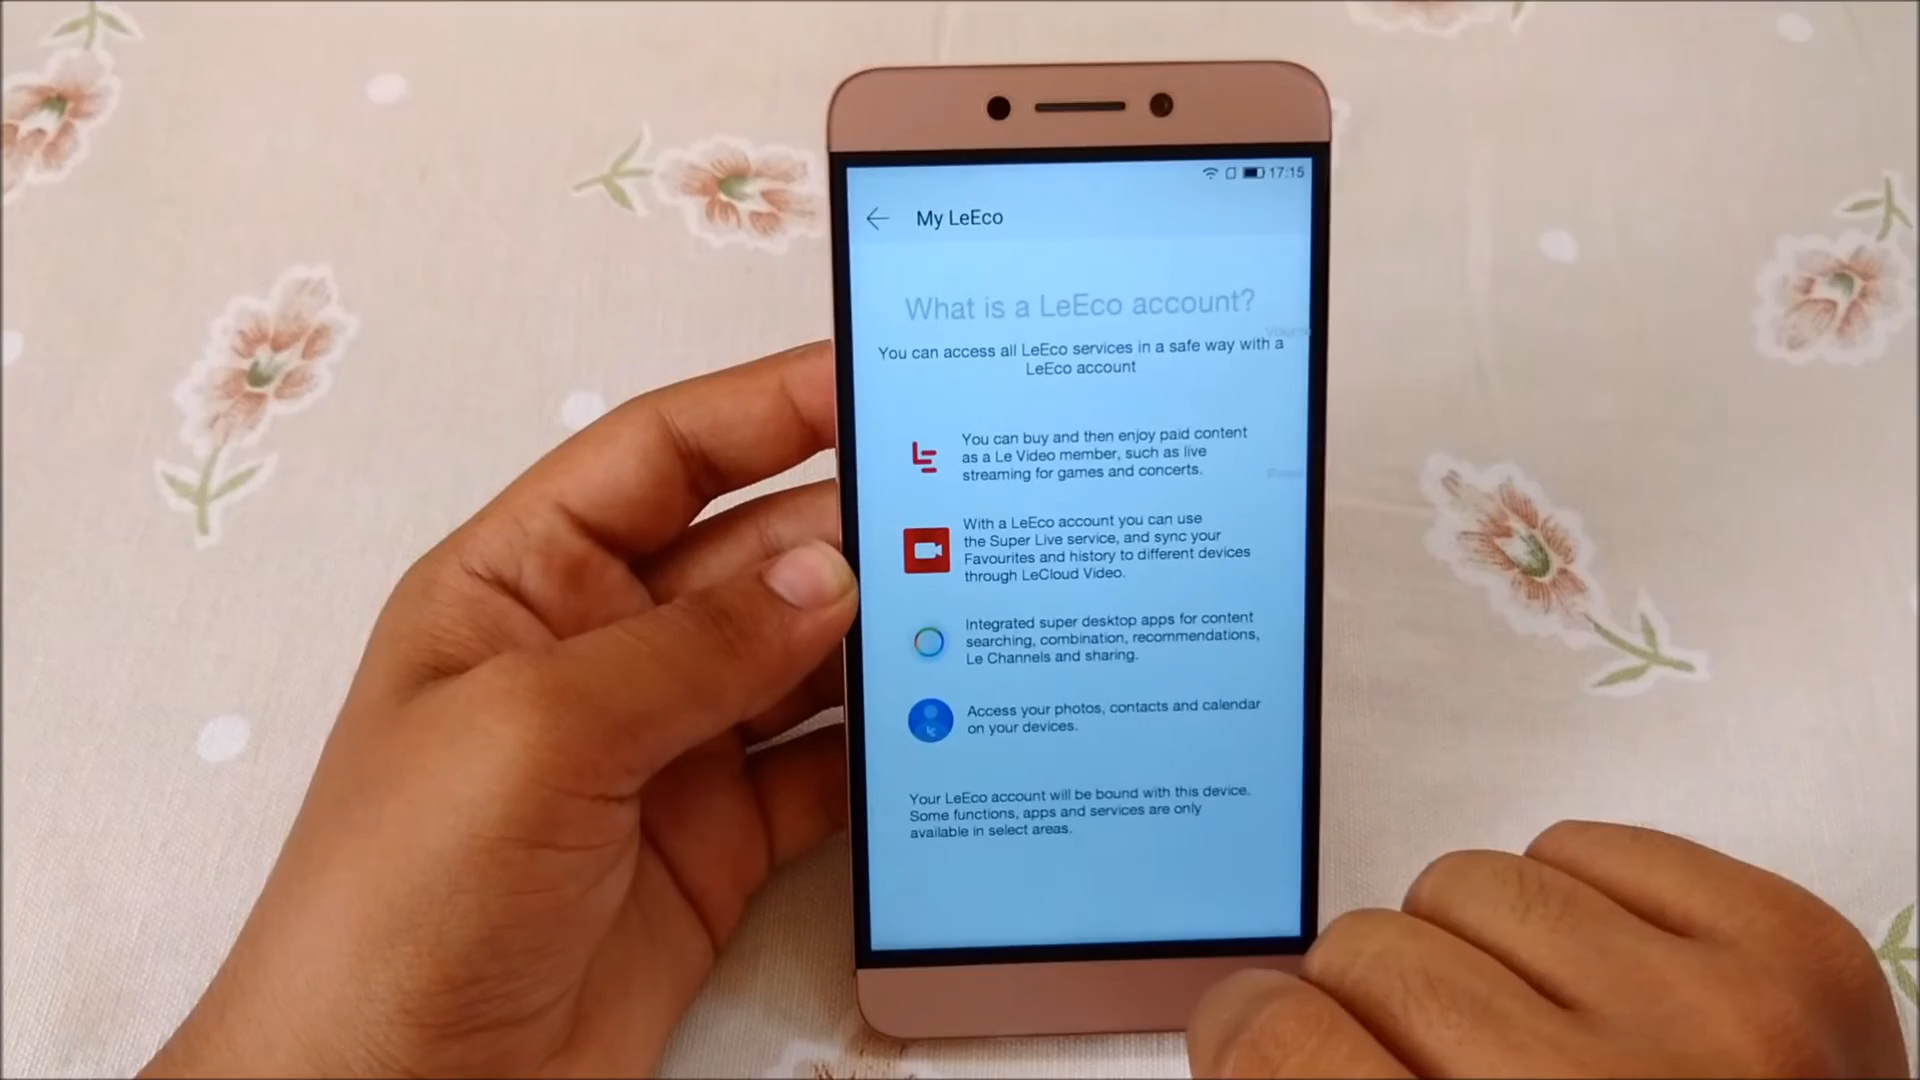 17:15
My LeEco
What is a LeEco account?
You can access all LeEco services in a safe way with a
LeEco account
You can buy and then enjoy paid content
as a Le Video member, such as live
streaming for games and concerts.
With a LeEco account you can use
the Super Live service, and sync your
Favourites and history to different devices
through LeCloud Video.
Integrated super desktop apps for content
searching, combination, recommendations,
Le Channels and sharing.
Access your photos, contacts and calendar
on your devices.
Your LeEco account will be bound with this device.
Some functions, apps and services are only
available in select areas.